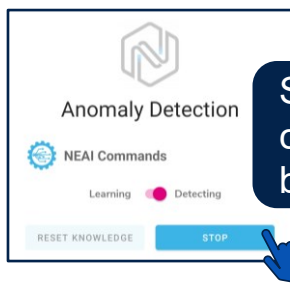 Anomaly Detection
NEAI Commands
Learning Detecting
RESET KNOWLEDGE STOP